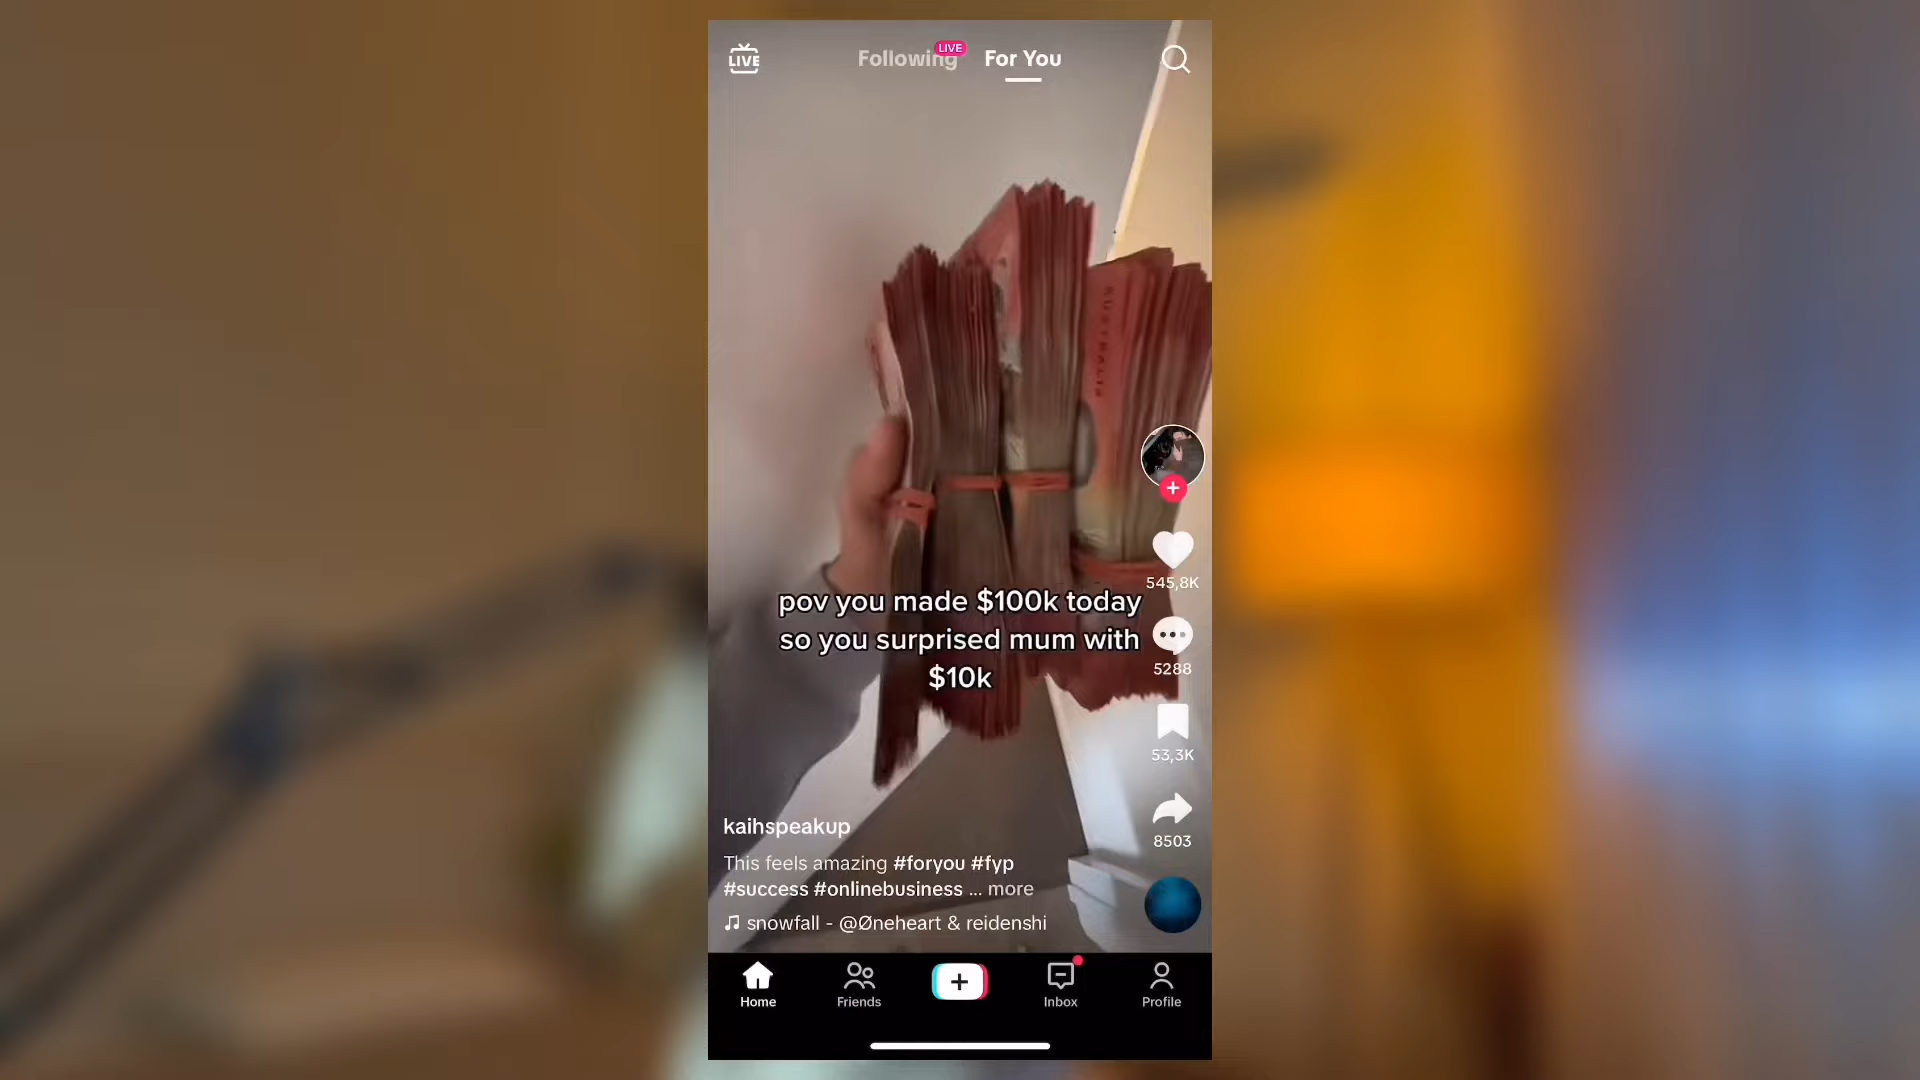 LIVE
Following
LIVE
For You
AUSTRALIA
545,8K
pov you made $100k today
so you surprised mum with
$10k
5288
53,3K
8503
kaihspeakup
This feels amazing #foryou #fyp
#success #onlinebusiness ... more
snowfall - @Øneheart & reidenshi
Home
Friends
Inbox
Profile